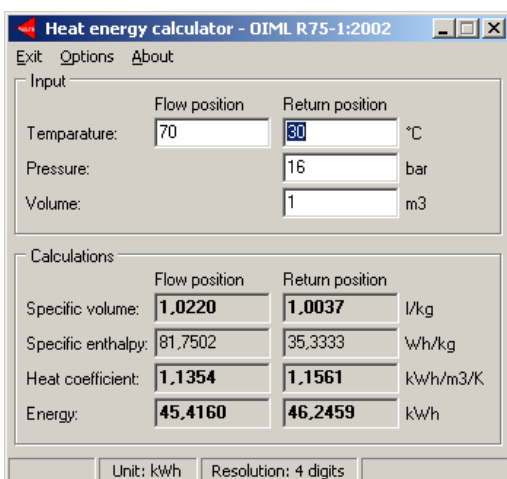 Heat energy calculator - OIML R75-1:2002
Exit Options About
Input
Flow position Return position
Temparature: 70 30 °C
Pressure: 16 bar
Volume: 1 m3
Calculations
Flow position Return position
Specific volume: 1,0220 1,0037 l/kg
Specific enthalpy: 81,7502 35,3333 Wh/kg
Heat coefficient: 1,1354 1,1561 kWh/m3/K
Energy: 45,4160 46,2459 kWh
Unit: kWh Resolution: 4 digits